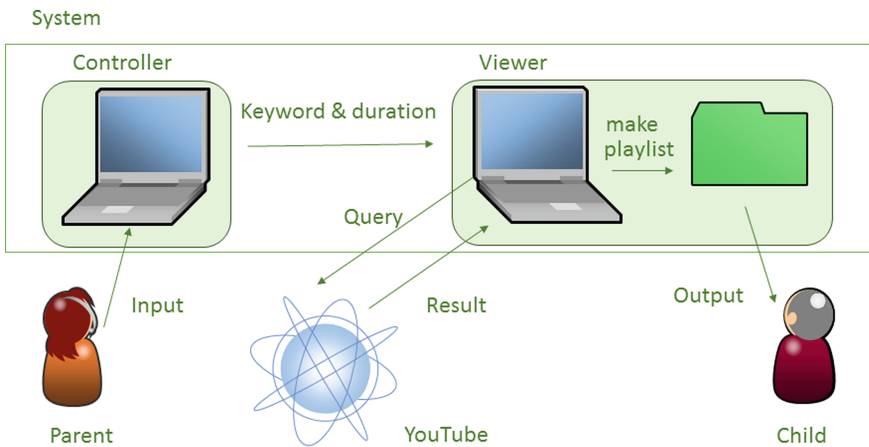 System
Controller
Viewer
Keyword & duration
make
playlist
Query
Input
Result
Output
Parent
YouTube
Child